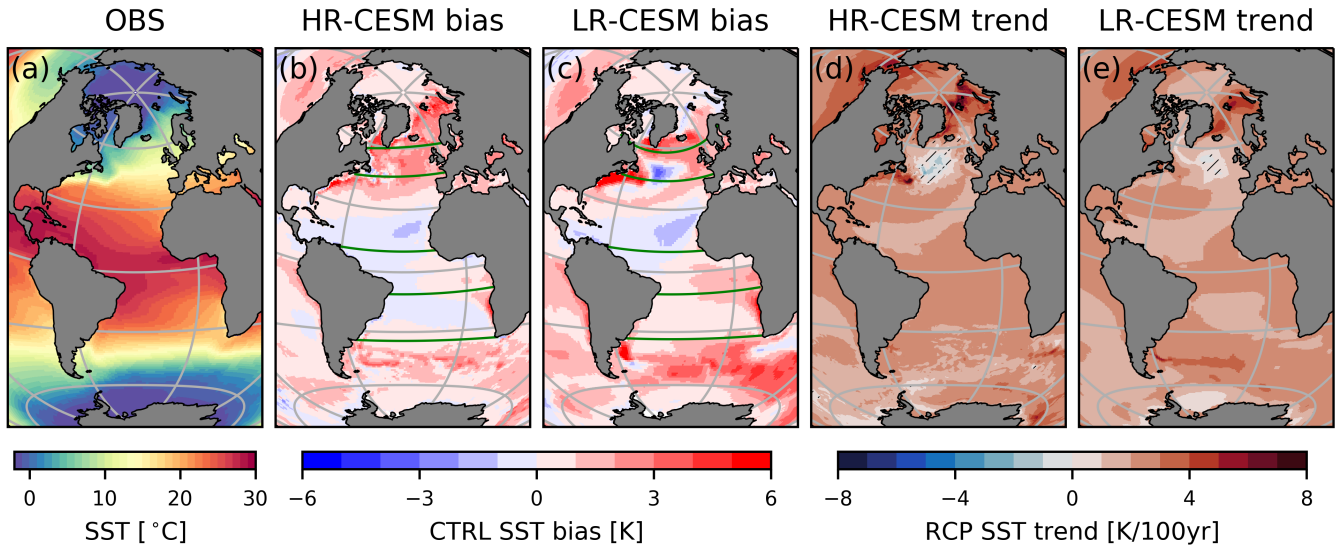 OBS HR-CESM bias LR-CESM bias HR-CESM trend LR-CESM trend
(a) (b) (c) (d) (e)
0 10 20 30 −6 −3 0 3 6 −8 −4 0 4 8
SST [°C] CTRL SST bias [K] RCP SST trend [K/100yr]